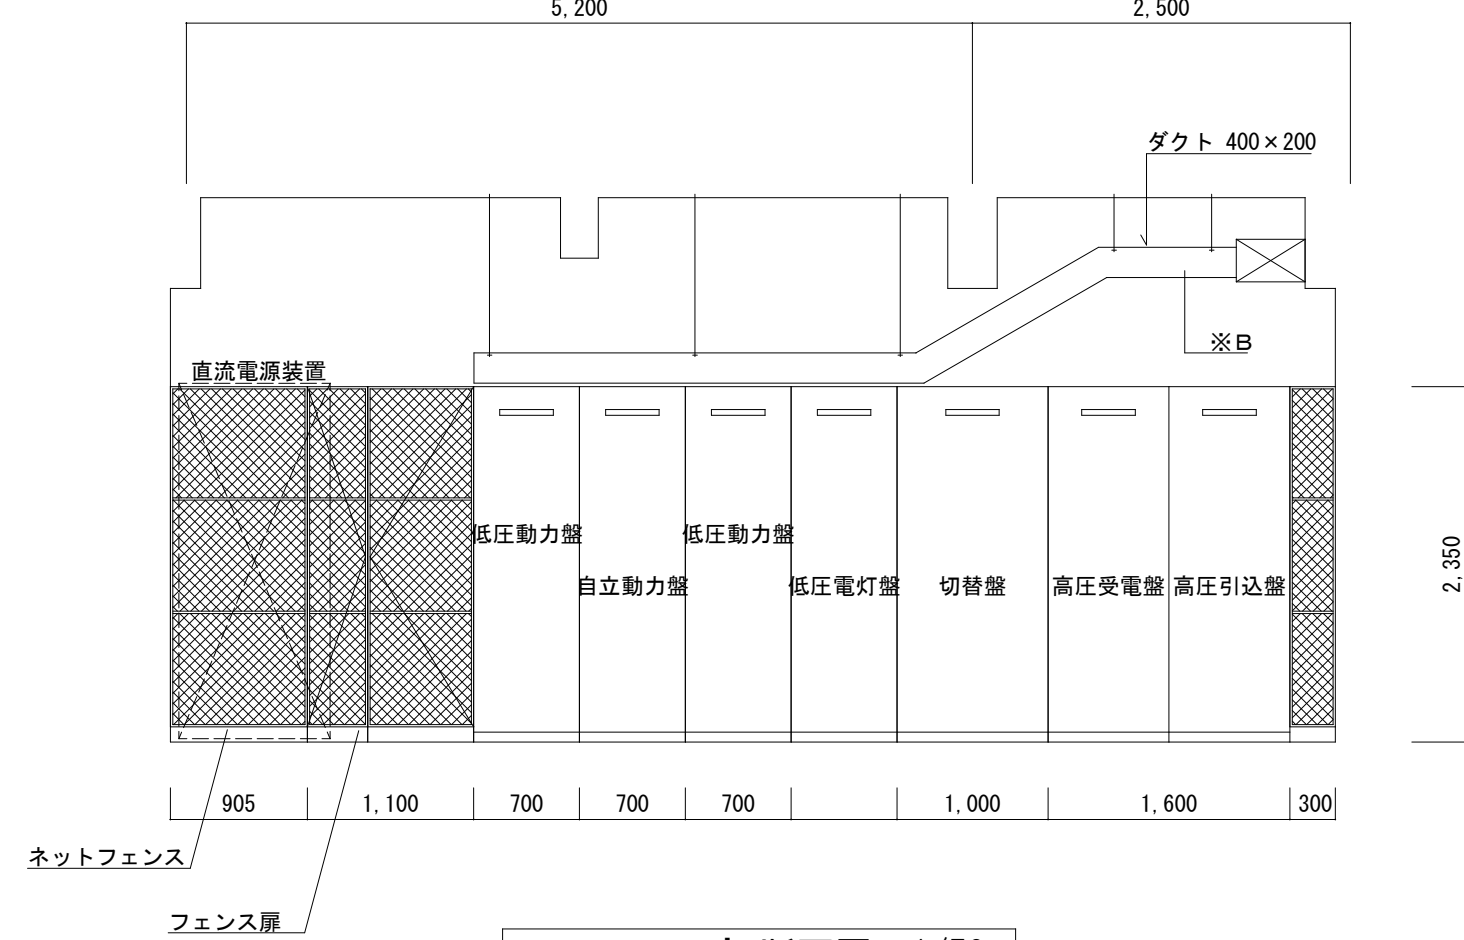 5,200
2,500
ダクト 400×200
※B
直流電源装置
2,350
低圧動力盤
低圧動力盤
自立動力盤
低圧電灯盤
切替盤
高圧受電盤
高圧引込盤
905
1,100
700
700
700
1,000
1,600
300
ネットフェンス
フェンス扉